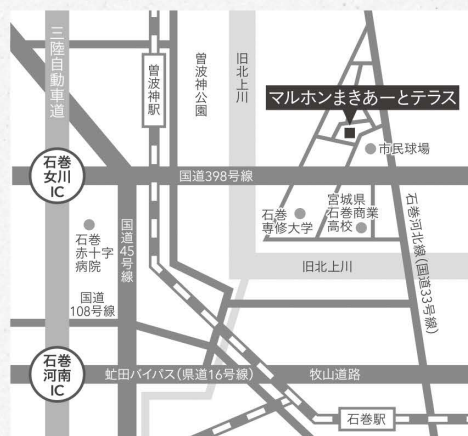 三陸自動車道
曽波神駅
曽波神公園
旧北上川
マルホンまきあーとテラス
市民球場
石巻
女川
IC
国道398号線
宮城県
石巻商業
高校
石巻
専修大学
石巻
赤十字
病院
国道45号線
石巻河北線(国道33号線)
旧北上川
国道
108号線
石巻
河南
IC
虻田バイパス(県道16号線)
牧山道路
石巻駅